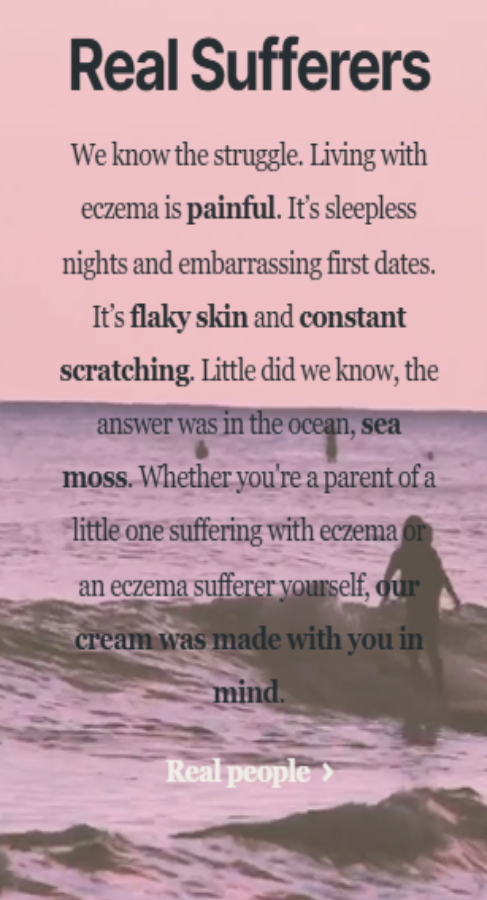 Real Sufferers
We know the struggle. Living with
eczema is painful. It’s sleepless
nights and embarrassing first dates.
It’s flaky skin and constant
scratching. Little did we know, the
answer was in the ocean, sea
moss. Whether you're a parent of a
little one suffering with eczema or
an eczema sufferer yourself, our
cream was made with you in
mind.
Real people ›